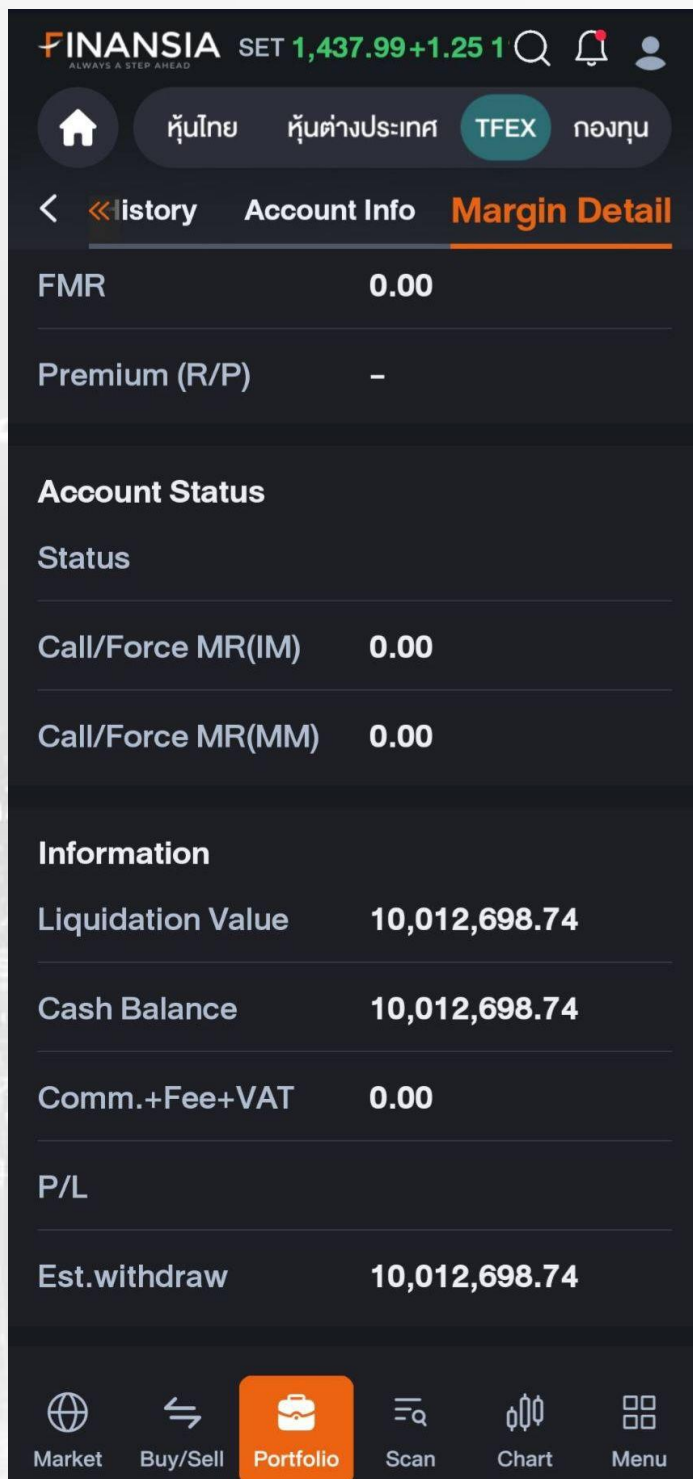 FINANSIA SET 1,437.99+1.25 1
ALWAYS A STEP AHEAD
หุ้นไทย หุ้นต่างประเทศ TFEX กองทุน
istory Account Info Margin Detail
FMR 0.00
Premium (R/P) –
Account Status
Status
Call/Force MR(IM) 0.00
Call/Force MR(MM) 0.00
Information
Liquidation Value 10,012,698.74
Cash Balance 10,012,698.74
Comm.+Fee+VAT 0.00
P/L
Est.withdraw 10,012,698.74
Market Buy/Sell Portfolio Scan Chart Menu